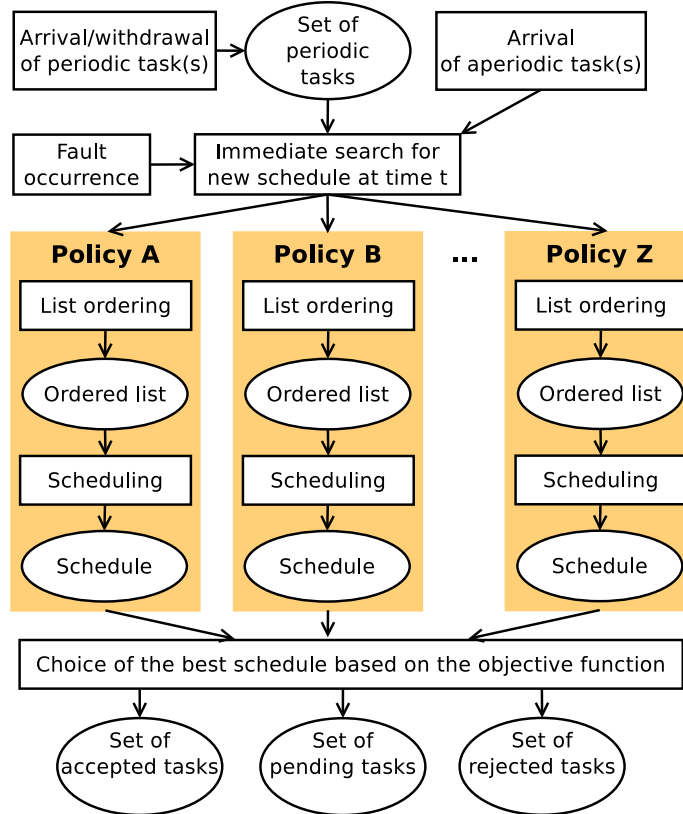 Arrival/withdrawal
of periodic task(s)
Set of
periodic
tasks
Arrival
of aperiodic task(s)
Fault
occurrence
Immediate search for
new schedule at time t
Policy A
List ordering
Ordered list
Scheduling
Schedule
Policy B
List ordering
Ordered list
Scheduling
Schedule
...
Policy Z
List ordering
Ordered list
Scheduling
Schedule
Choice of the best schedule based on the objective function
Set of
accepted tasks
Set of
pending tasks
Set of
rejected tasks